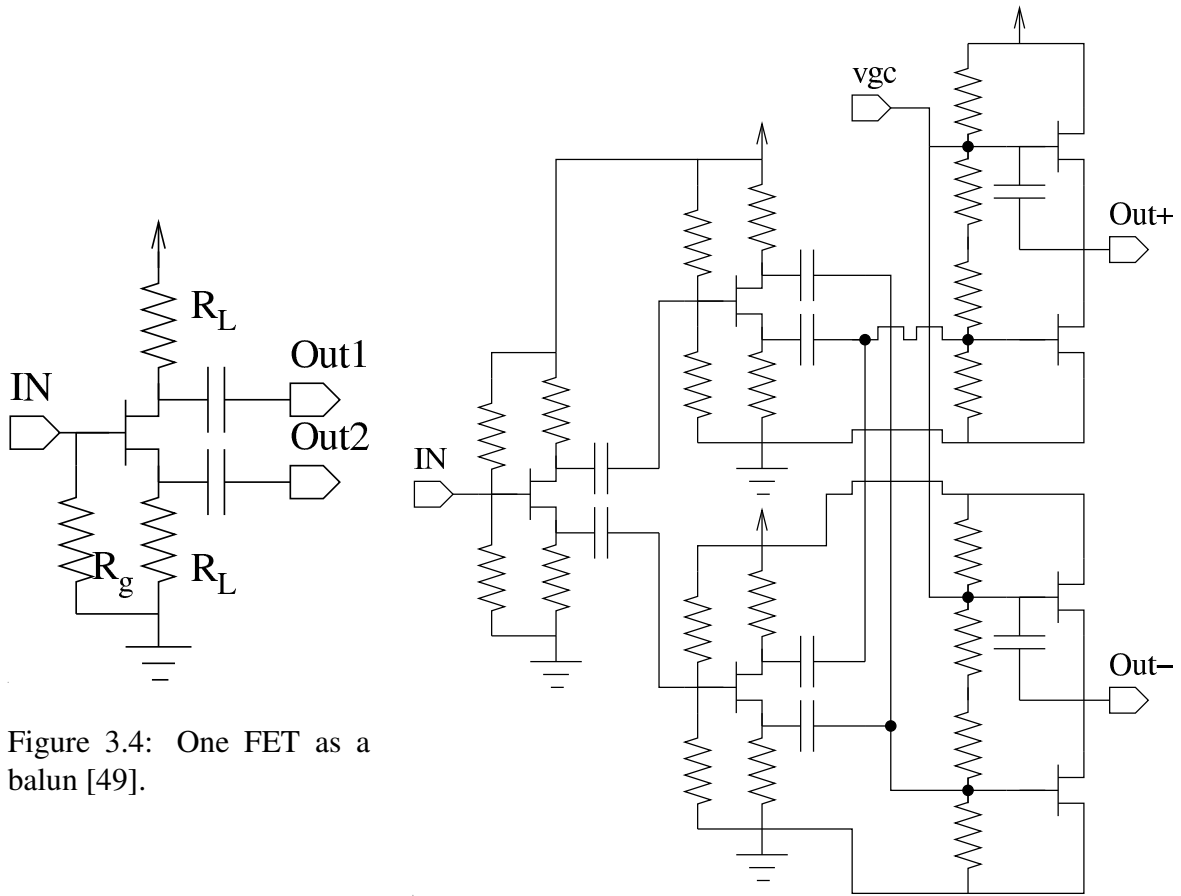 vgc
Out+
R_L
Out1
IN
Out2
R_g
R_L
IN
Out−
Figure 3.4: One FET as a
balun [49].